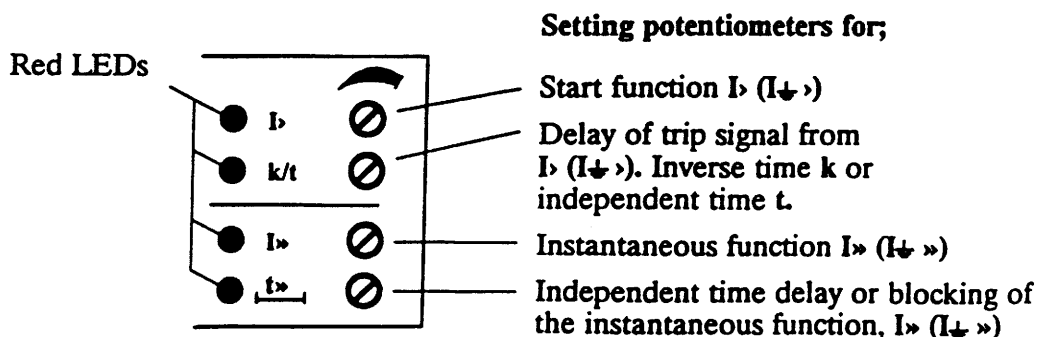 Setting potentiometers for;
Red LEDs
I> Start function I> (I⏚ >)
k/t Delay of trip signal from
I> (I⏚ >). Inverse time k or
independent time t.
I» Instantaneous function I» (I⏚ »)
t» Independent time delay or blocking of
the instantaneous function, I» (I⏚ »)